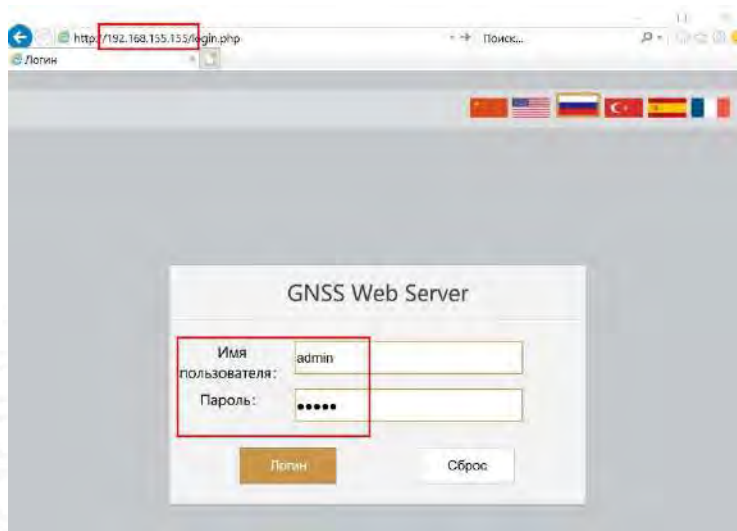 http://192.168.155.155/login.php
Поиск...
Логин
GNSS Web Server
Имя
пользователя:
admin
Пароль:
Логин
Сброс